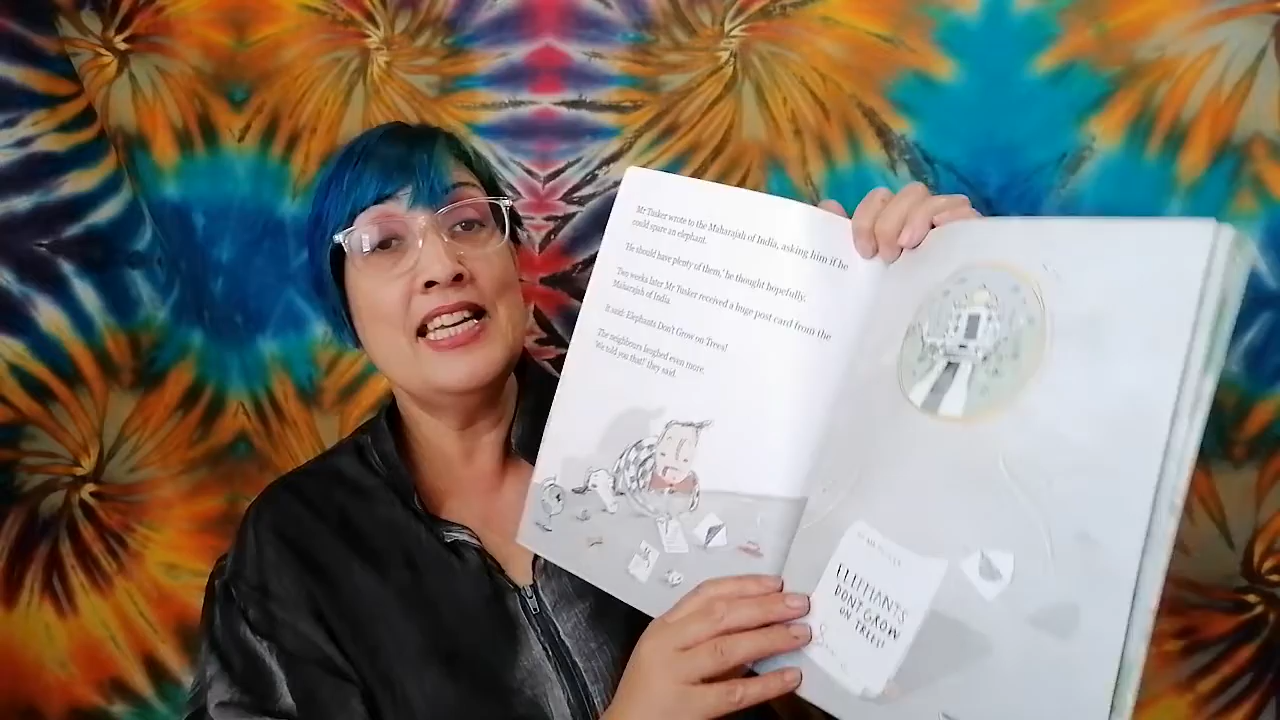 Mr Tusker wrote to the Maharajah of India, asking him if he
could spare an elephant.
'He should have plenty of them,' he thought hopefully.
Two weeks later Mr Tusker received a huge post card from the
Maharajah of India.
It said: Elephants Don't Grow on Trees!
The neighbours laughed even more.
'We told you that!' they said.
ELEPHANTS
DON'T GROW
ON TREES!